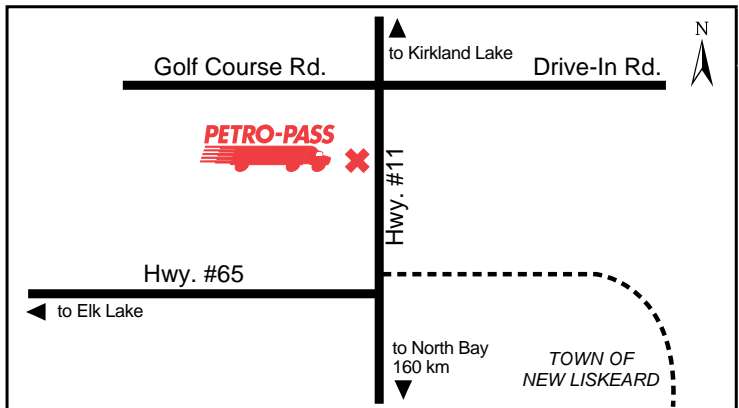 N
to Kirkland Lake
Golf Course Rd.
Drive-In Rd.
PETRO-PASS
Hwy. #11
Hwy. #65
to Elk Lake
to North Bay
160 km
TOWN OF
NEW LISKEARD